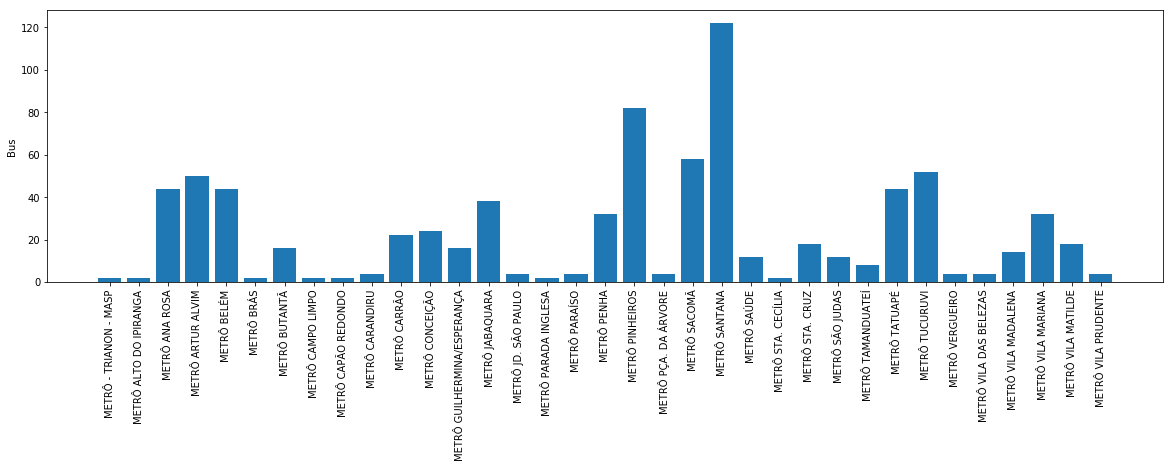 120
100
80
60
40
20
0
Bus
METRÔ - TRIANON - MASP
METRÔ ALTO DO IPIRANGA
METRÔ ANA ROSA
METRÔ ARTUR ALVIM
METRÔ BELÉM
METRÔ BRÁS
METRÔ BUTANTÃ
METRÔ CAMPO LIMPO
METRÔ CAPÃO REDONDO
METRÔ CARANDIRU
METRÔ CARRÃO
METRÔ CONCEIÇÃO
METRÔ GUILHERMINA/ESPERANÇA
METRÔ JABAQUARA
METRÔ JD. SÃO PAULO
METRÔ PARADA INGLESA
METRÔ PARAÍSO
METRÔ PENHA
METRÔ PINHEIROS
METRÔ PÇA. DA ÁRVORE
METRÔ SACOMÃ
METRÔ SANTANA
METRÔ SAÚDE
METRÔ STA. CECÍLIA
METRÔ STA. CRUZ
METRÔ SÃO JUDAS
METRÔ TAMANDUATEÍ
METRÔ TATUAPÉ
METRÔ TUCURUVI
METRÔ VERGUEIRO
METRÔ VILA DAS BELEZAS
METRÔ VILA MADALENA
METRÔ VILA MARIANA
METRÔ VILA MATILDE
METRÔ VILA PRUDENTE